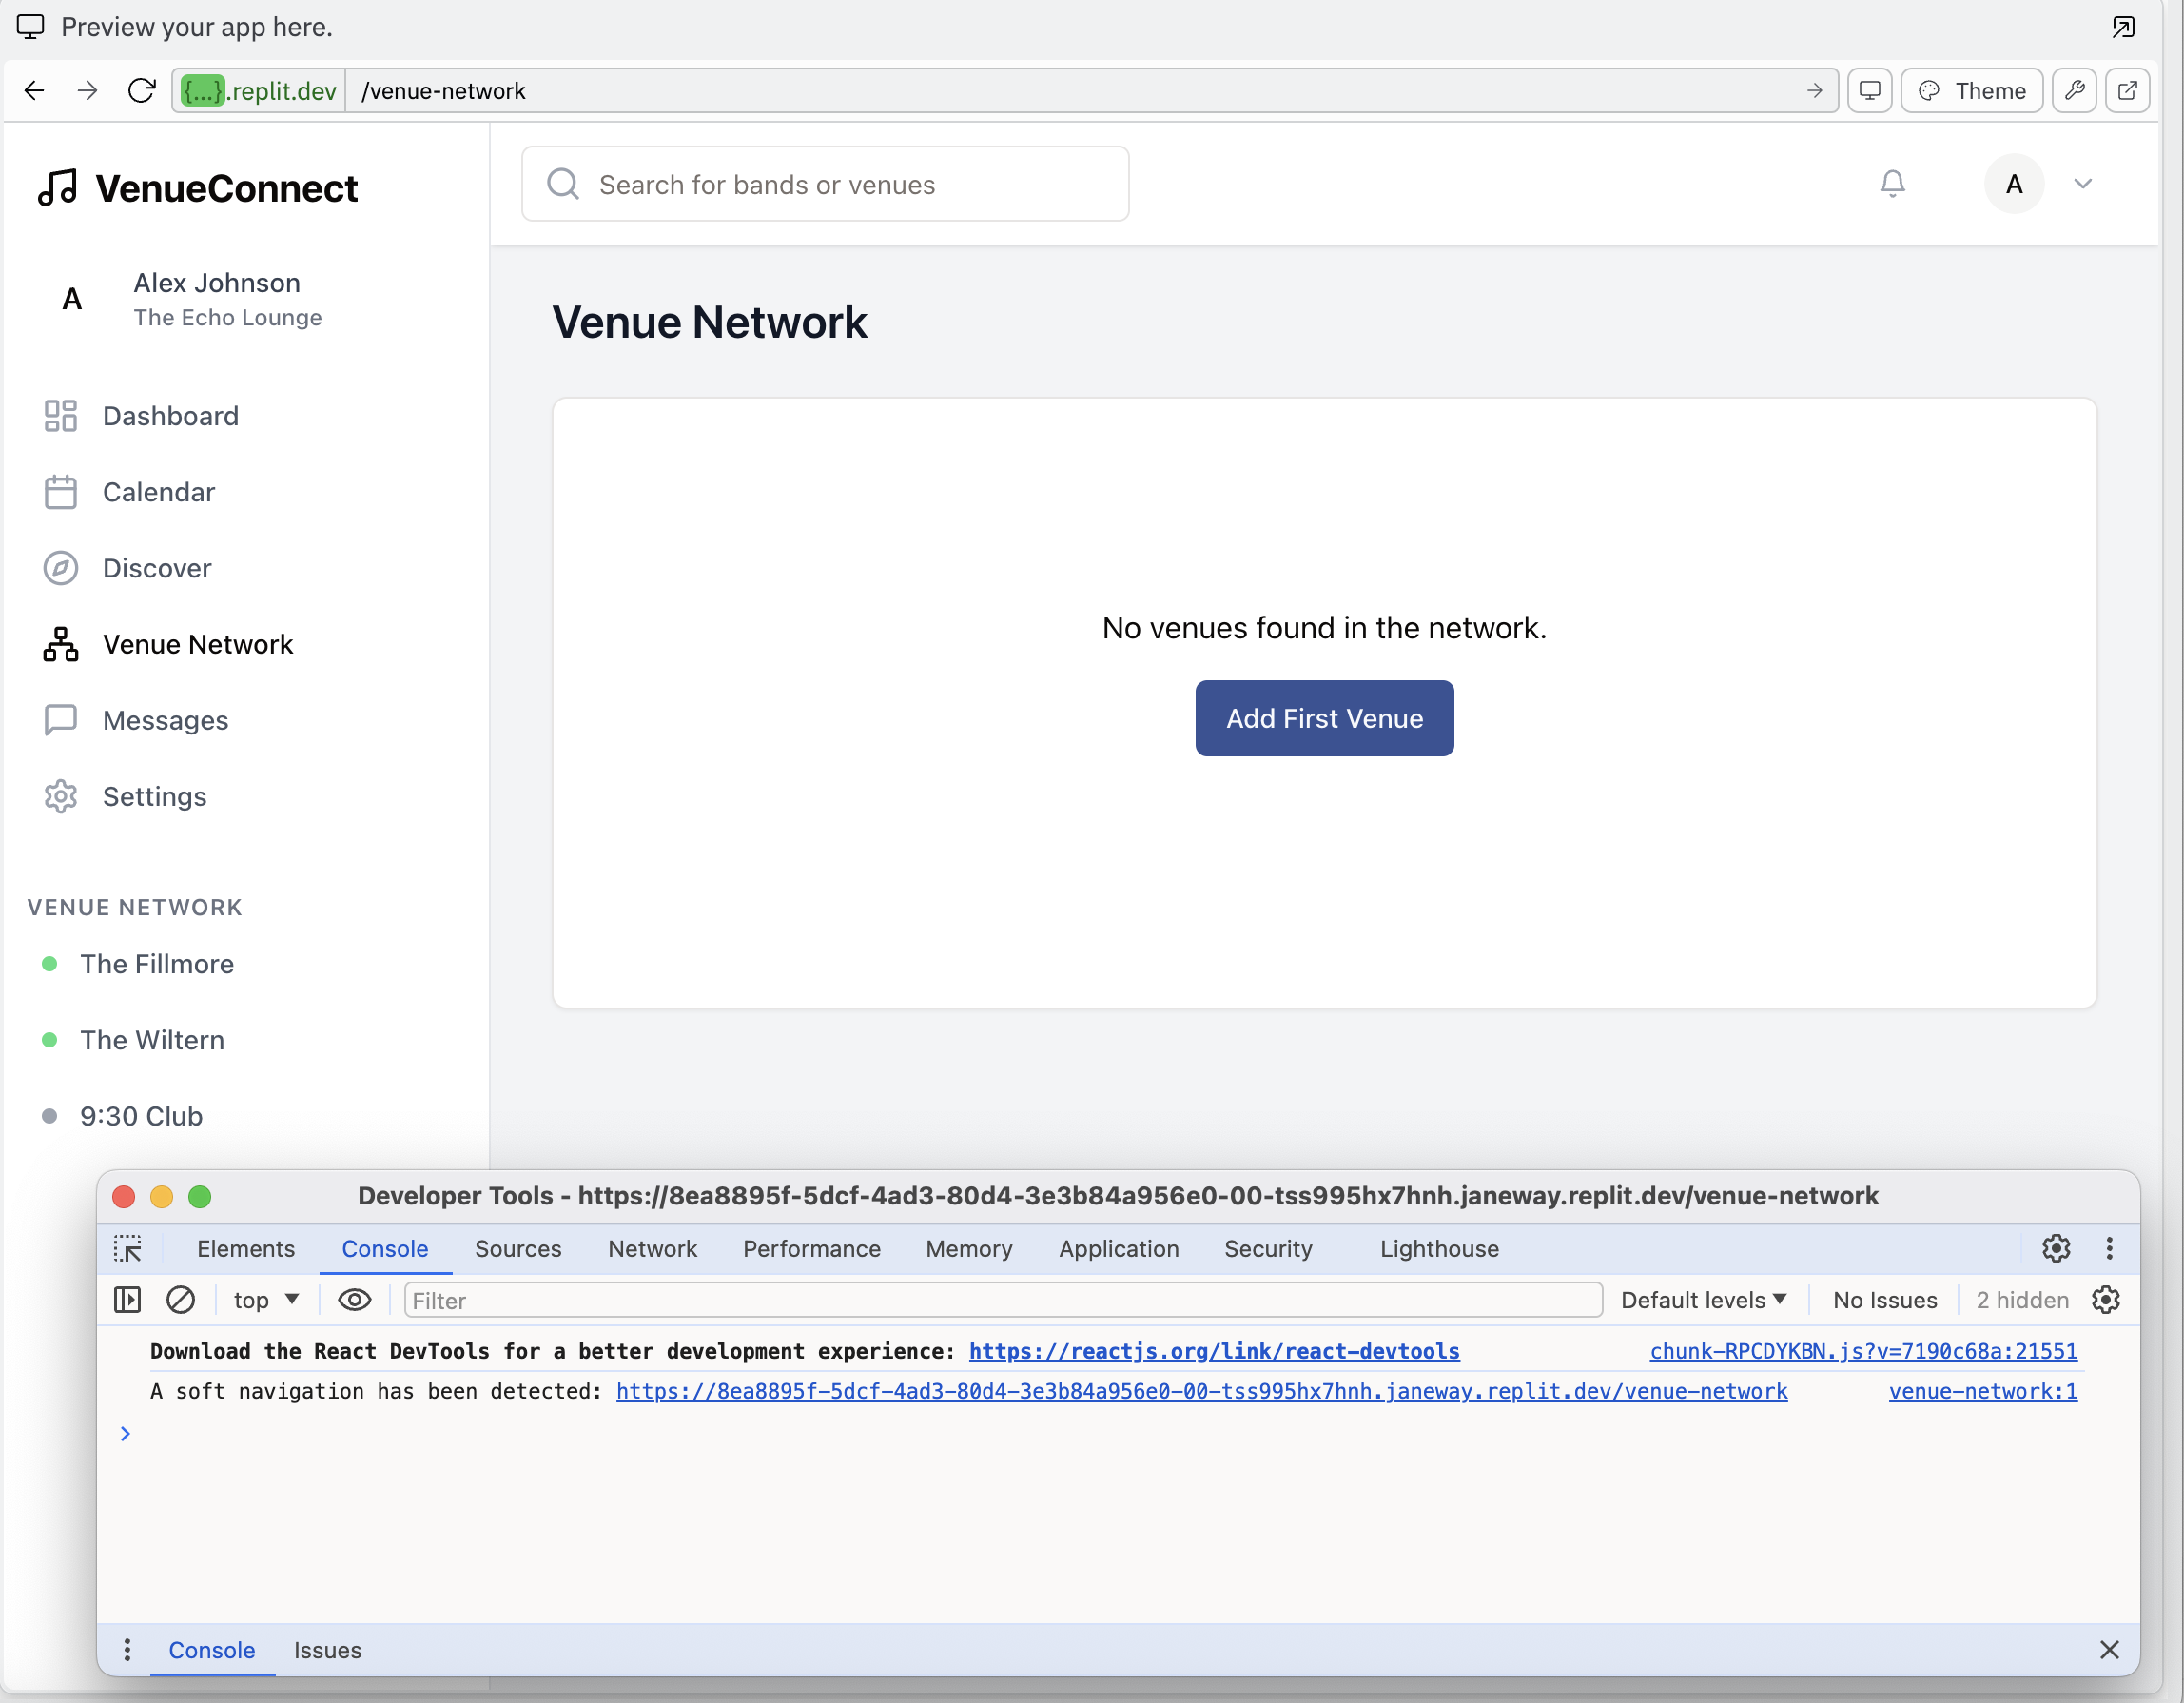 Preview your app here.
{...}.replit.dev /venue-network
Theme
VenueConnect
Search for bands or venues
A
A
Alex Johnson
The Echo Lounge
Venue Network
Dashboard
Calendar
Discover
Venue Network
Messages
Settings
No venues found in the network.
Add First Venue
VENUE NETWORK
The Fillmore
The Wiltern
9:30 Club
Developer Tools - https://8ea8895f-5dcf-4ad3-80d4-3e3b84a956e0-00-tss995hx7hnh.janeway.replit.dev/venue-network
Elements Console Sources Network Performance Memory Application Security Lighthouse
top Filter Default levels No Issues 2 hidden
Download the React DevTools for a better development experience: https://reactjs.org/link/react-devtools chunk-RPCDYKBN.js?v=7190c68a:21551
A soft navigation has been detected: https://8ea8895f-5dcf-4ad3-80d4-3e3b84a956e0-00-tss995hx7hnh.janeway.replit.dev/venue-network venue-network:1
Console Issues